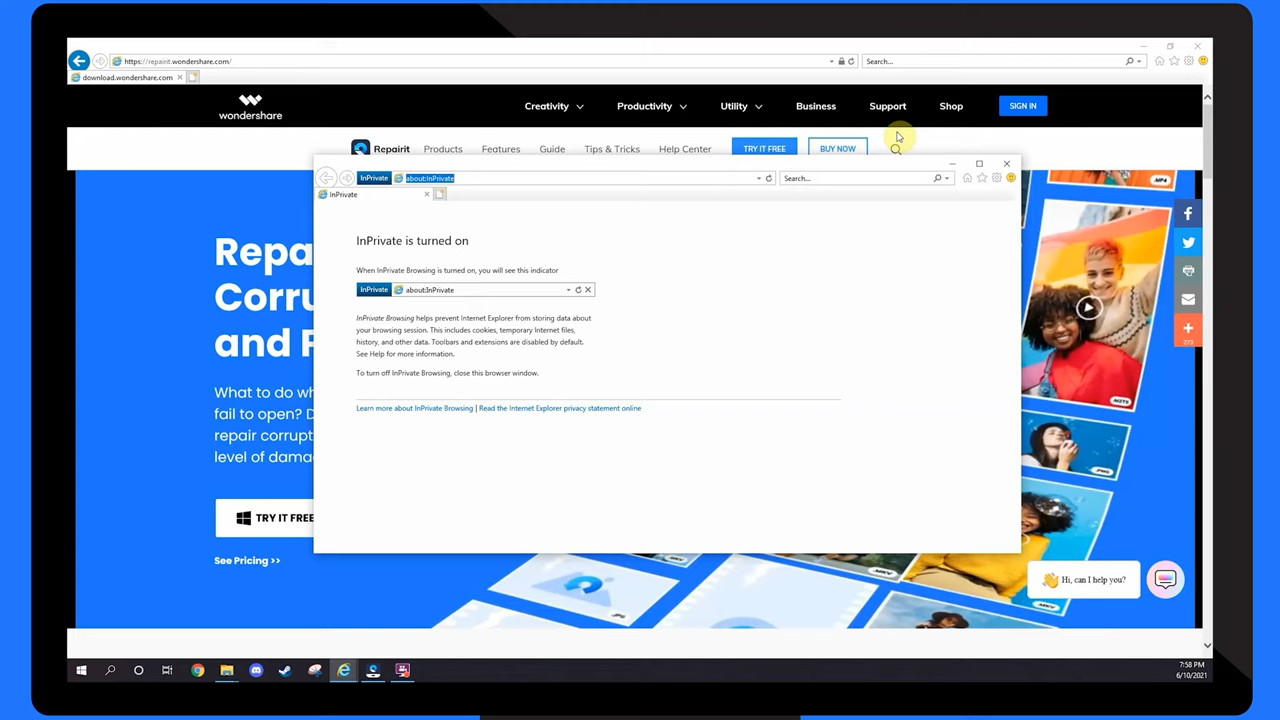 https://repairit.wondershare.com/
Search...
download.wondershare.com
wondershare
Creativity
Productivity
Utility
Business
Support
Shop
SIGN IN
Repairit
Products
Features
Guide
Tips & Tricks
Help Center
TRY IT FREE
BUY NOW
InPrivate
about:InPrivate
Search...
InPrivate
InPrivate is turned on
When InPrivate Browsing is turned on, you will see this indicator
InPrivate
about:InPrivate
InPrivate Browsing helps prevent Internet Explorer from storing data about
your browsing session. This includes cookies, temporary Internet files,
history, and other data. Toolbars and extensions are disabled by default.
See Help for more information.
To turn off InPrivate Browsing, close this browser window.
Learn more about InPrivate Browsing | Read the Internet Explorer privacy statement online
Repa
Corru
and F
What to do wh
fail to open? D
repair corrupt
level of dama
TRY IT FREE
See Pricing >>
.MP4
.M2TS
.JPG
.MKV
.MKV
273
Hi, can I help you?
7:58 PM
6/10/2021